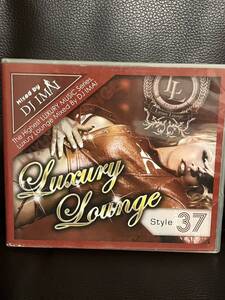 Mixed by
DJ IMAI
The Highest LUXURY MUSIC Series.
Luxury Lounge Mixed By DJ IMAI
LL
Luxury
Lounge
Style 37